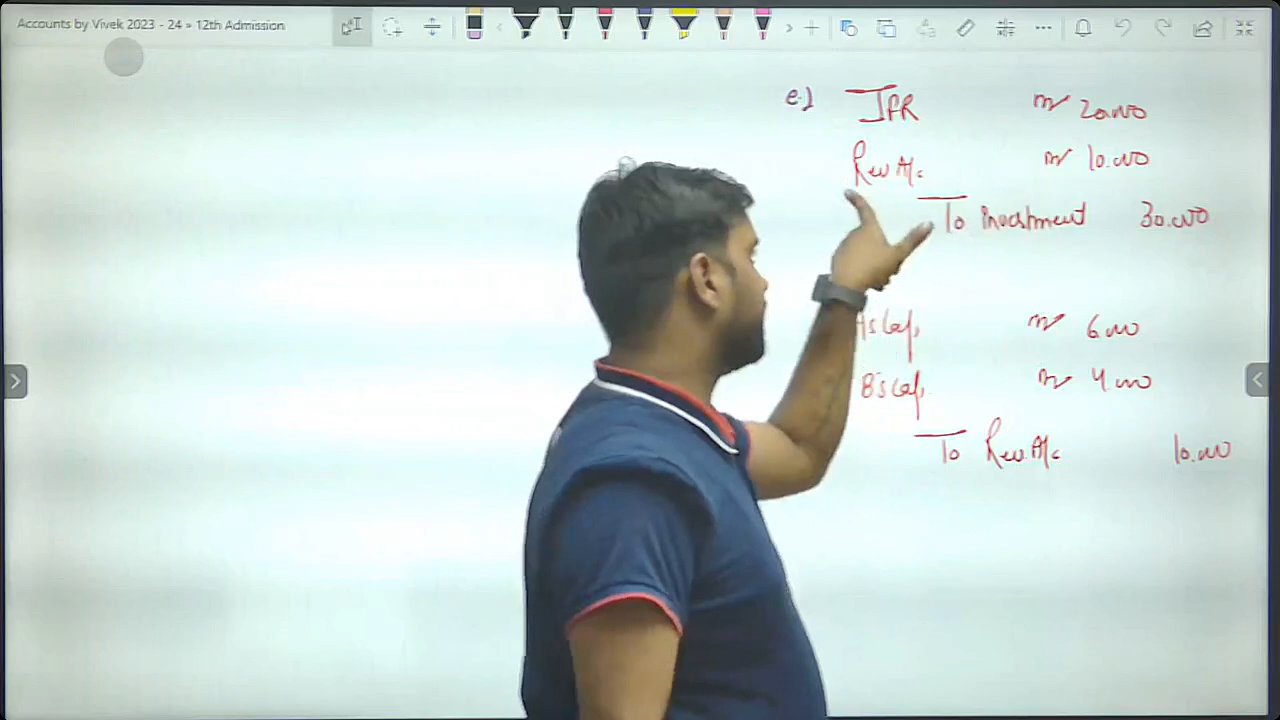 Accounts by Vivek 2023 - 24 » 12th Admission
e.) IFR Dr 20.000
Rev A/c Dr 10.000
To Investment 30.000
A's Cap. Dr 6.000
B's Cap. Dr 4.000
To Rev. A/c 10.000